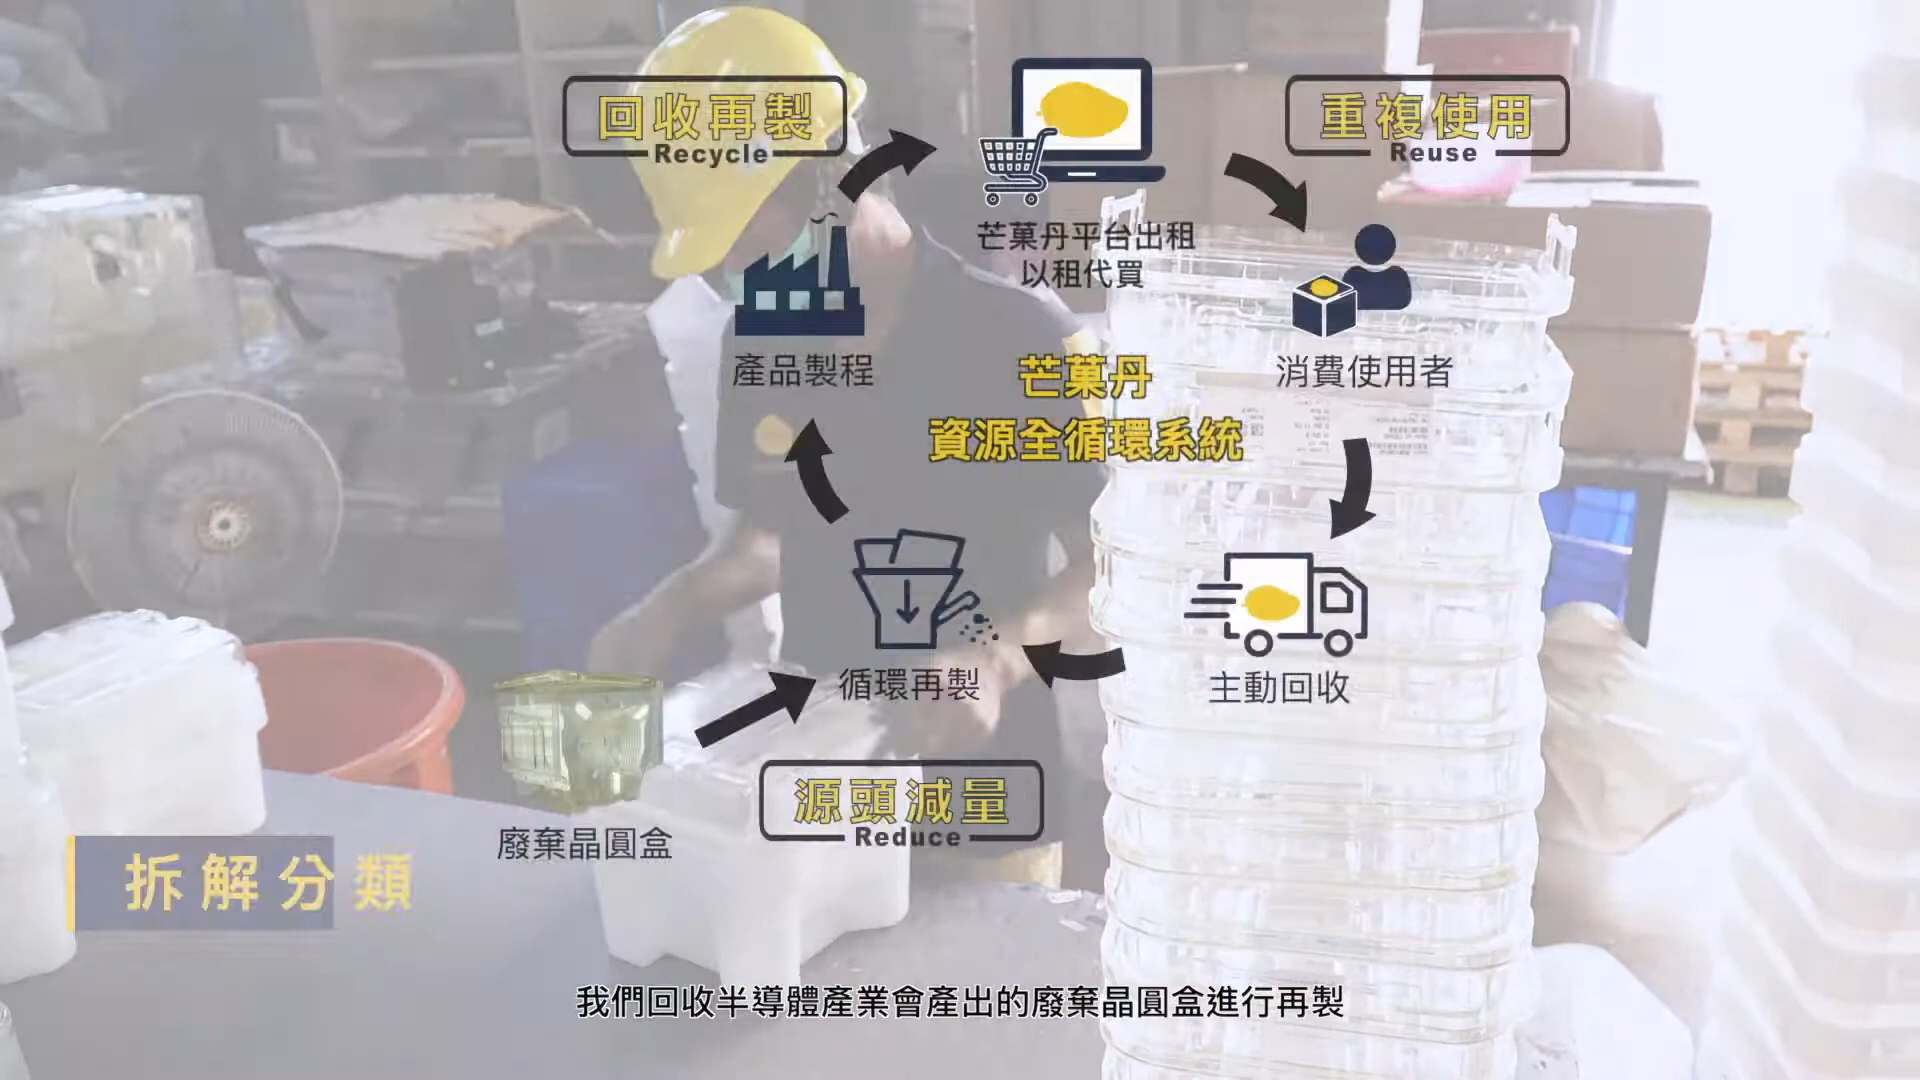 回收再製
Recycle
重複使用
Reuse
芒菓丹平台出租
以租代買
產品製程
消費使用者
芒菓丹
資源全循環系統
循環再製
主動回收
廢棄晶圓盒
源頭減量
Reduce
拆解分類
我們回收半導體產業會產出的廢棄晶圓盒進行再製